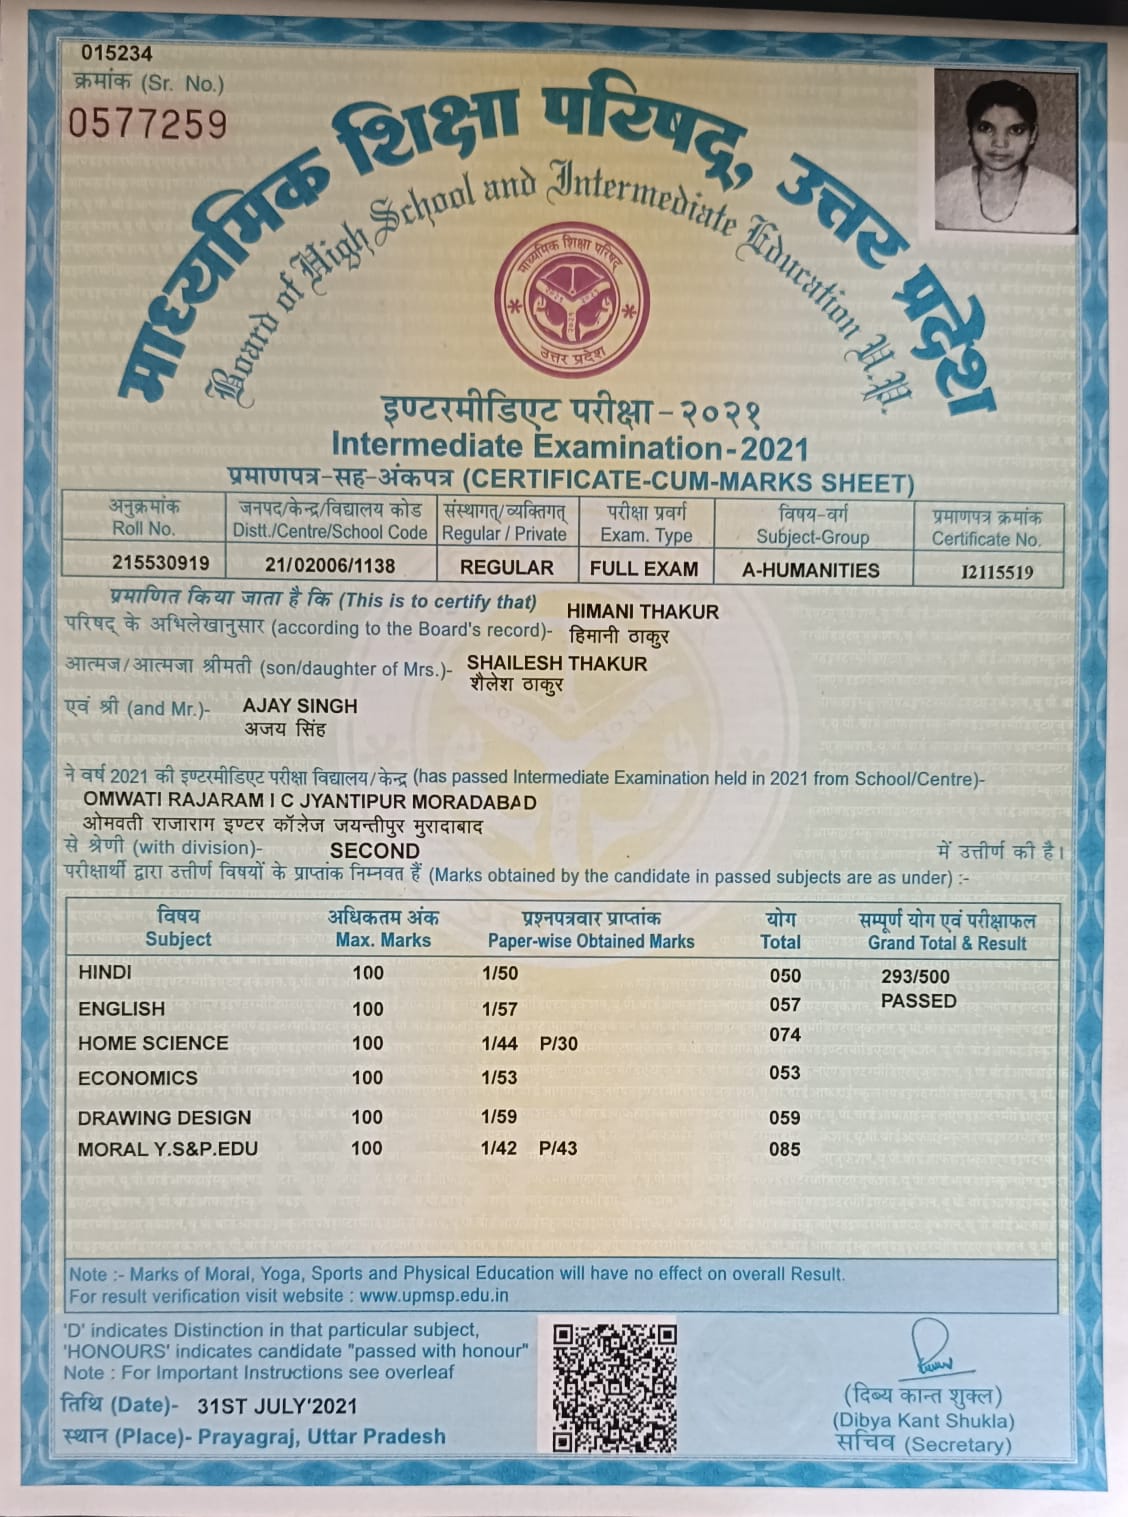 015234
क्रमांक (Sr. No.)
0577259
माध्यमिक शिक्षा परिषद्, उत्तर प्रदेश
Board of High School and Intermediate Education U.P.
माध्यमिक शिक्षा परिषद्
उत्तर प्रदेश
इण्टरमीडिएट परीक्षा-२०२१
Intermediate Examination-2021
प्रमाणपत्र-सह-अंकपत्र (CERTIFICATE-CUM-MARKS SHEET)
अनुक्रमांक जनपद/केन्द्र/विद्यालय कोड संस्थागत्/व्यक्तिगत् परीक्षा प्रवर्ग विषय-वर्ग प्रमाणपत्र क्रमांक
Roll No. Distt./Centre/School Code Regular / Private Exam. Type Subject-Group Certificate No.
215530919 21/02006/1138 REGULAR FULL EXAM A-HUMANITIES I2115519
प्रमाणित किया जाता है कि (This is to certify that) HIMANI THAKUR
परिषद् के अभिलेखानुसार (according to the Board's record)- हिमानी ठाकुर
आत्मज/आत्मजा श्रीमती (son/daughter of Mrs.)- SHAILESH THAKUR
शैलेश ठाकुर
एवं श्री (and Mr.)- AJAY SINGH
अजय सिंह
ने वर्ष 2021 की इण्टरमीडिएट परीक्षा विद्यालय/केन्द्र (has passed Intermediate Examination held in 2021 from School/Centre)-
OMWATI RAJARAM I C JYANTIPUR MORADABAD
ओमवती राजाराग इण्टर कॉलेज जयन्तीपुर मुरादाबाद
से श्रेणी (with division)- SECOND में उत्तीर्ण की है।
परीक्षार्थी द्वारा उत्तीर्ण विषयों के प्राप्तांक निम्नवत हैं (Marks obtained by the candidate in passed subjects are as under) :-
विषय अधिकतम अंक प्रश्नपत्रवार प्राप्तांक योग सम्पूर्ण योग एवं परीक्षाफल
Subject Max. Marks Paper-wise Obtained Marks Total Grand Total & Result
HINDI 100 1/50 050 293/500
ENGLISH 100 1/57 057 PASSED
HOME SCIENCE 100 1/44 P/30 074
ECONOMICS 100 1/53 053
DRAWING DESIGN 100 1/59 059
MORAL Y.S&P.EDU 100 1/42 P/43 085
Note :- Marks of Moral, Yoga, Sports and Physical Education will have no effect on overall Result.
For result verification visit website : www.upmsp.edu.in
'D' indicates Distinction in that particular subject,
'HONOURS' indicates candidate "passed with honour"
Note : For Important Instructions see overleaf
तिथि (Date)- 31ST JULY'2021
स्थान (Place)- Prayagraj, Uttar Pradesh
(दिब्य कान्त शुक्ल)
(Dibya Kant Shukla)
सचिव (Secretary)